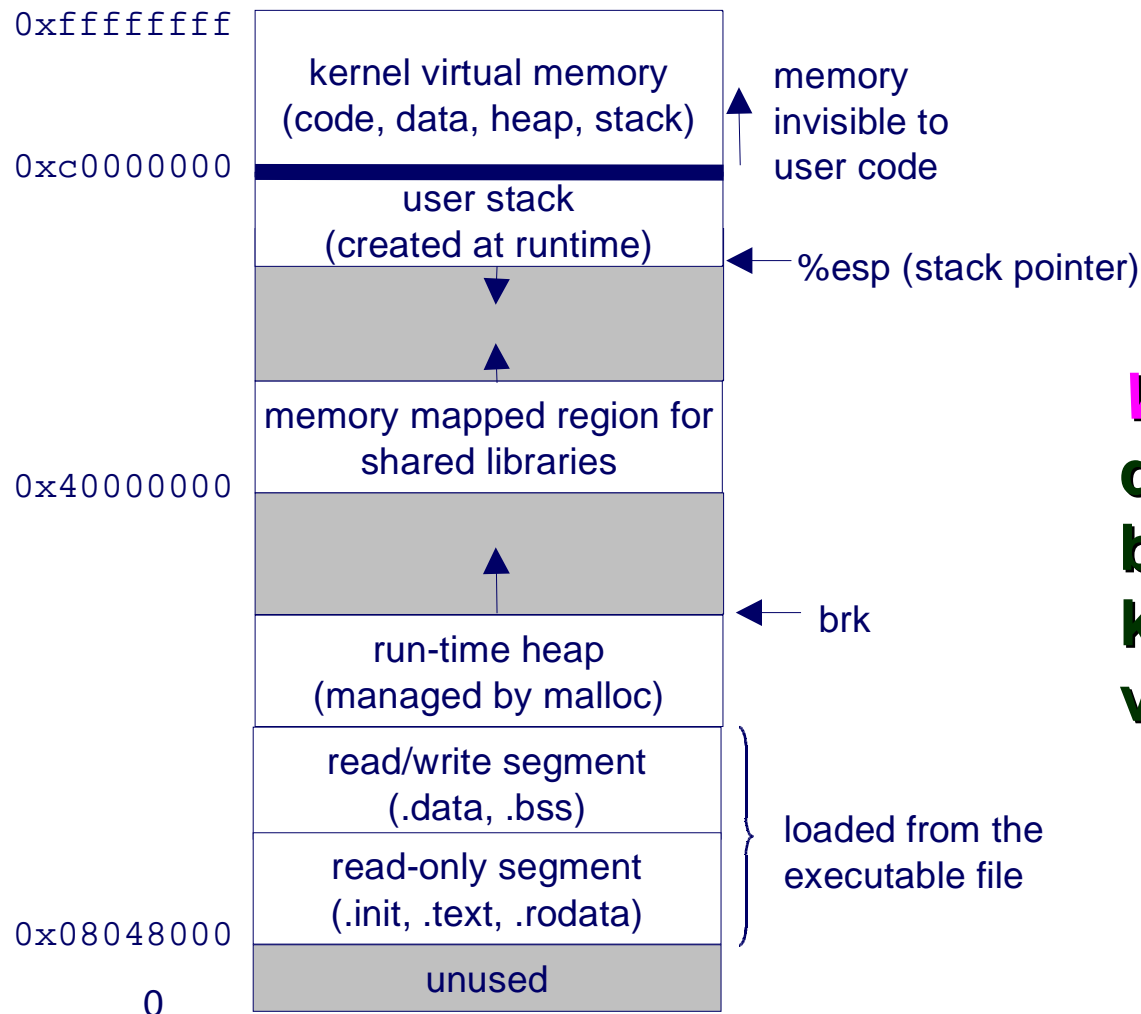 0xffffffff
kernel virtual memory
(code, data, heap, stack)
memory
invisible to
user code
0xc0000000
user stack
(created at runtime)
%esp (stack pointer)
memory mapped region for
shared libraries
0x40000000
brk
run-time heap
(managed by malloc)
read/write segment
(.data, .bss)
loaded from the
executable file
read-only segment
(.init, .text, .rodata)
0x08048000
unused
0